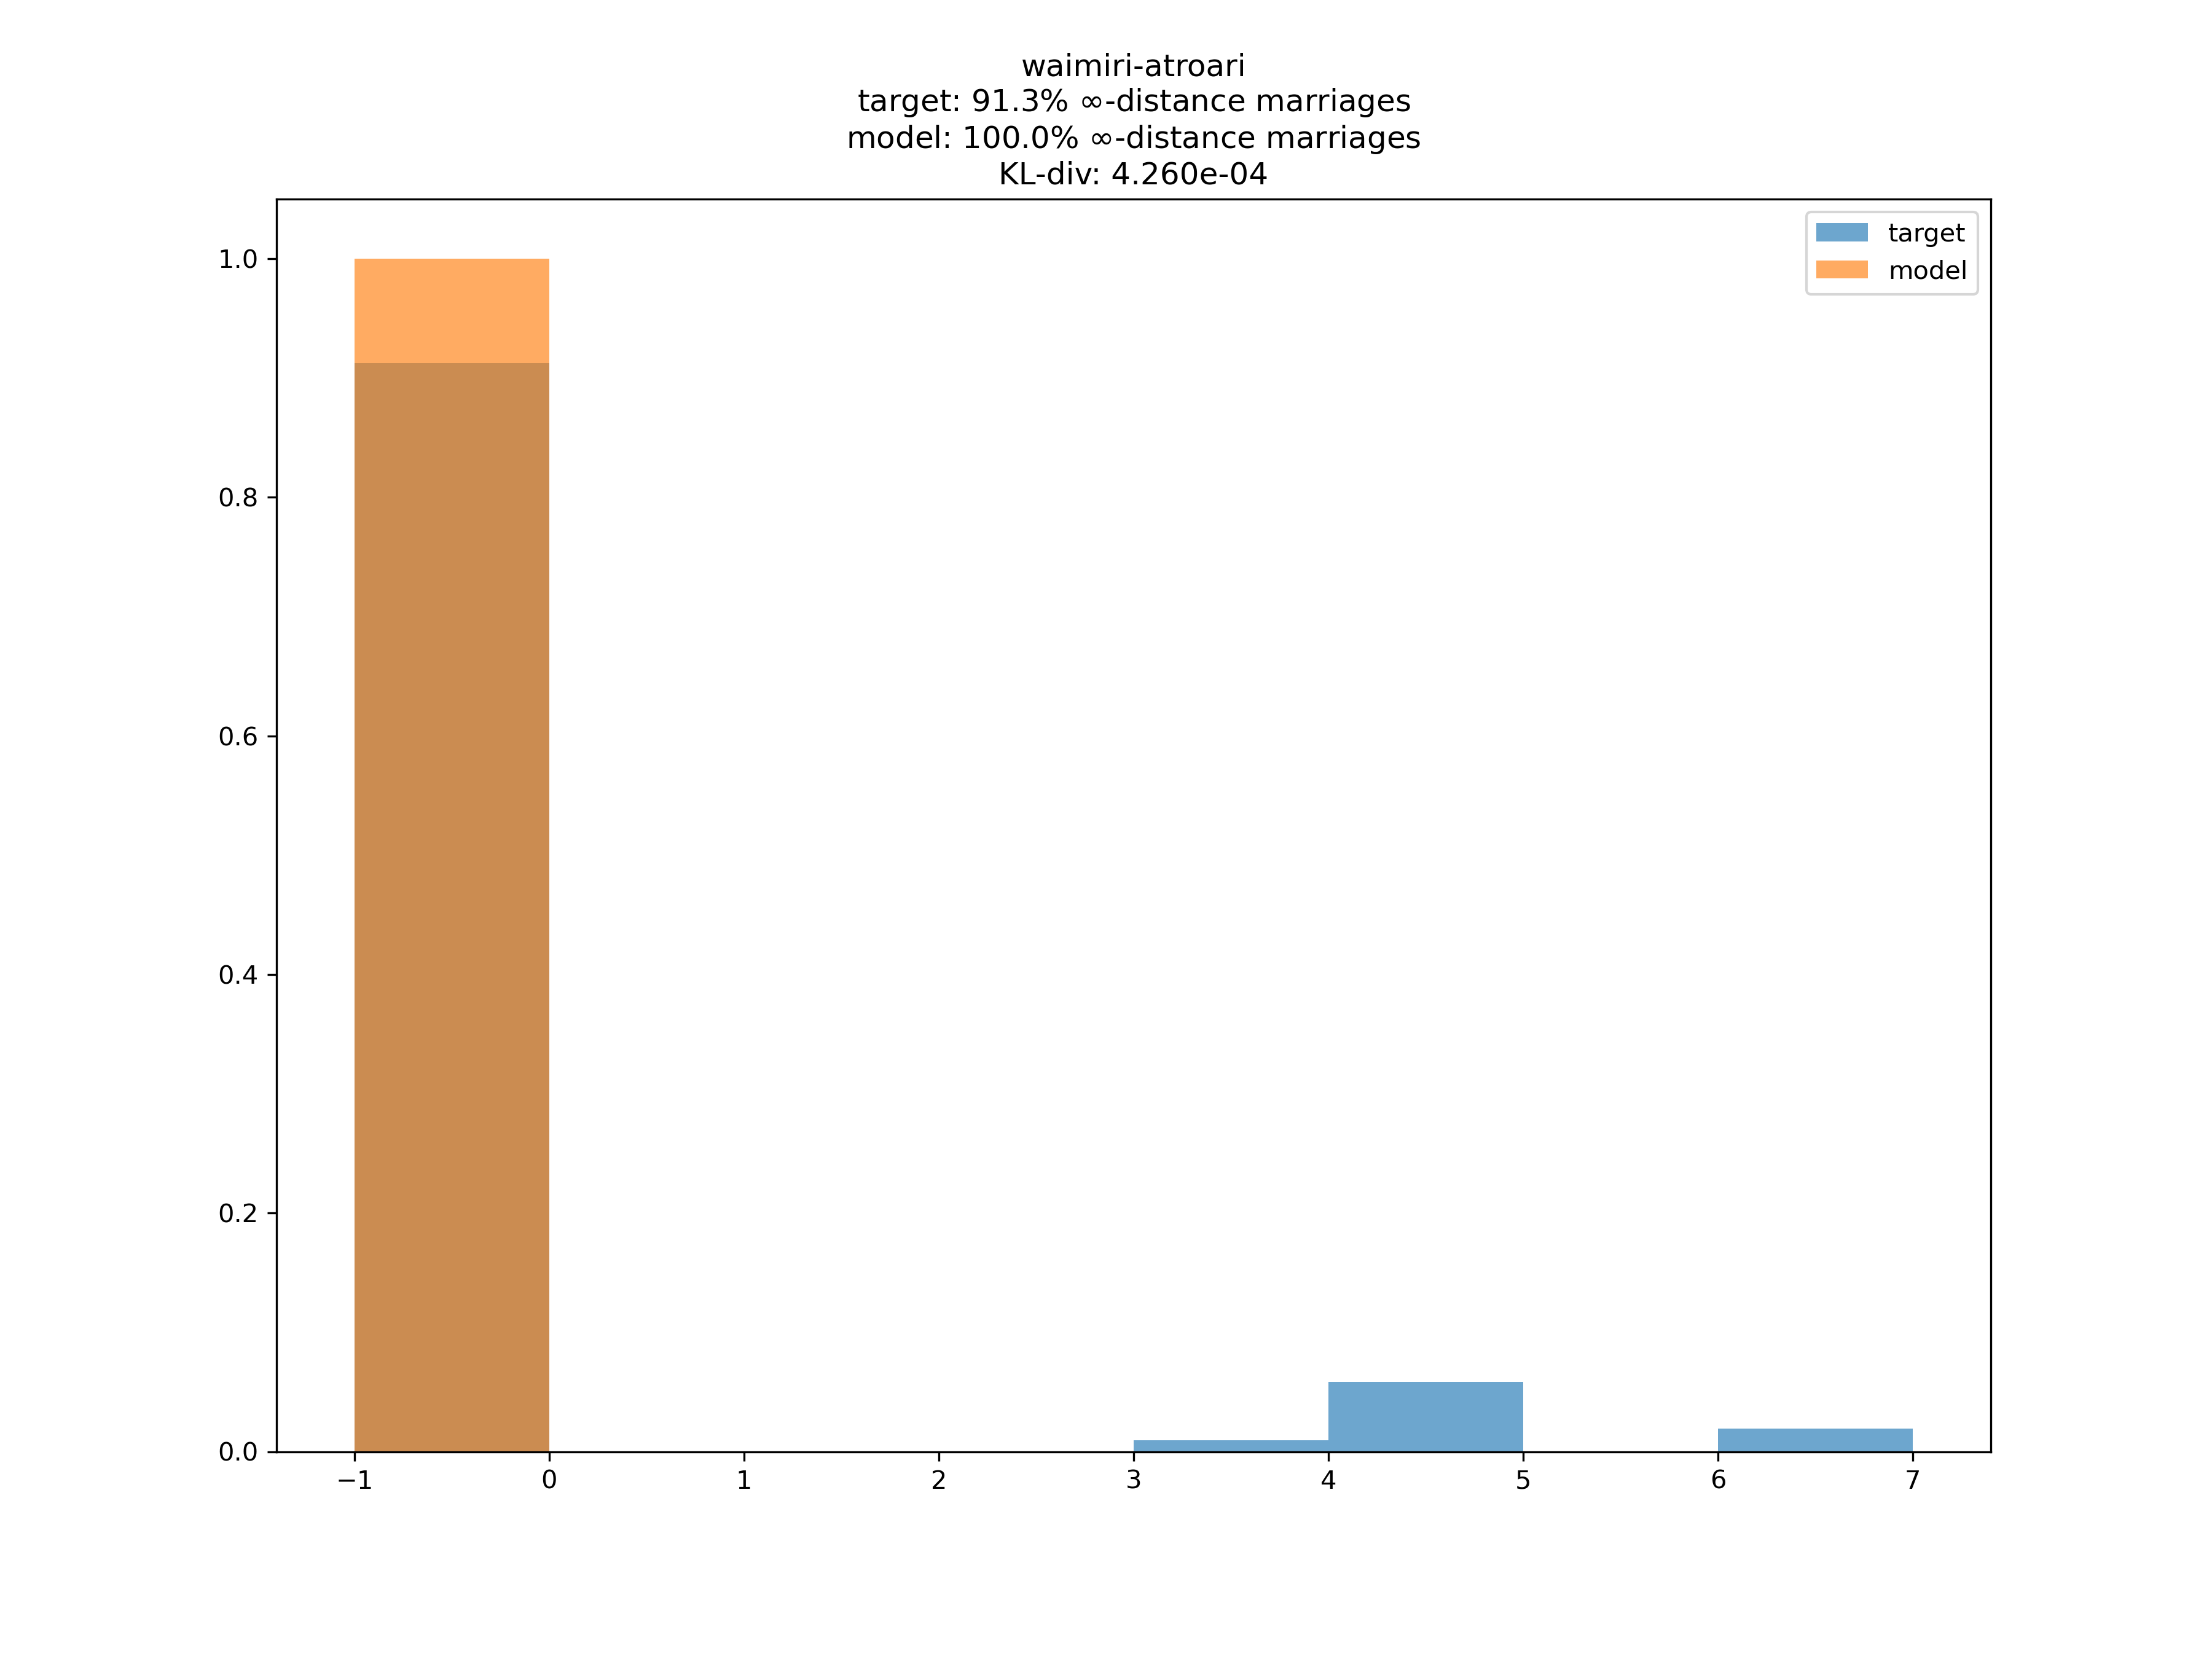 waimiri-atroari
target: 91.3% ∞-distance marriages
model: 100.0% ∞-distance marriages
KL-div: 4.260e-04
target
model
1.0
0.8
0.6
0.4
0.2
0.0
−1 0 1 2 3 4 5 6 7